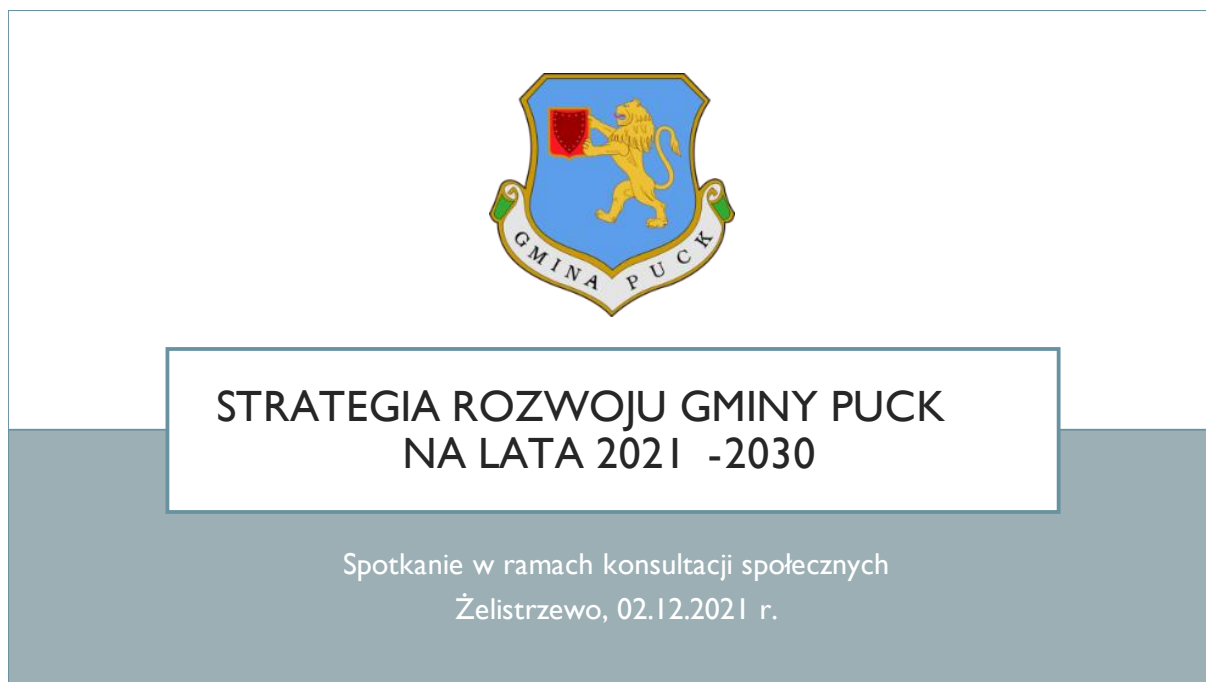 GMINA PUCK
STRATEGIA ROZWOJU GMINY PUCK
NA LATA 2021 -2030
Spotkanie w ramach konsultacji społecznych
Żelistrzewo, 02.12.2021 r.